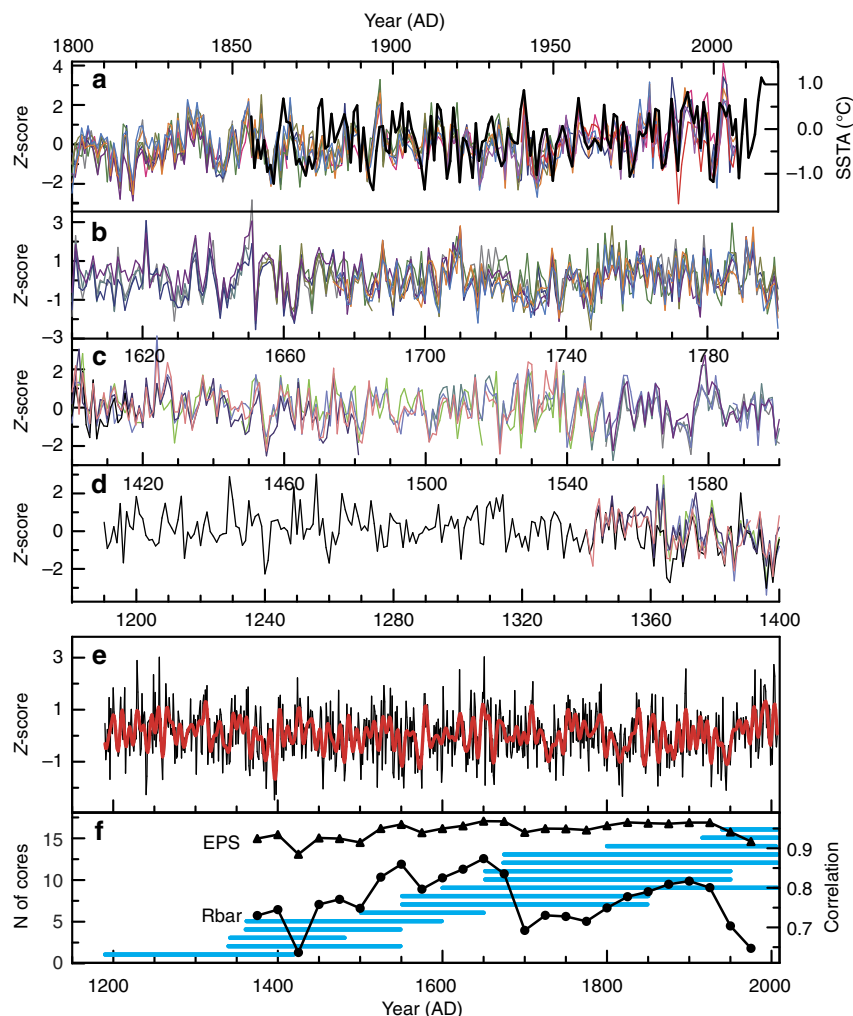 Year (AD)
1800 1850 1900 1950 2000
a
4
2
0
−2
Z-score
1.0
0.0
−1.0
SSTA (°C)
b
3
1
-1
−3
Z-score
1620 1660 1700 1740 1780
c
2
0
−2
Z-score
1420 1460 1500 1540 1580
d
2
0
−2
Z-score
1200 1240 1280 1320 1360 1400
e
3
1
−1
Z-score
f
15
10
5
0
N of cores
EPS
Rbar
0.9
0.8
0.7
Correlation
1200 1400 1600 1800 2000
Year (AD)